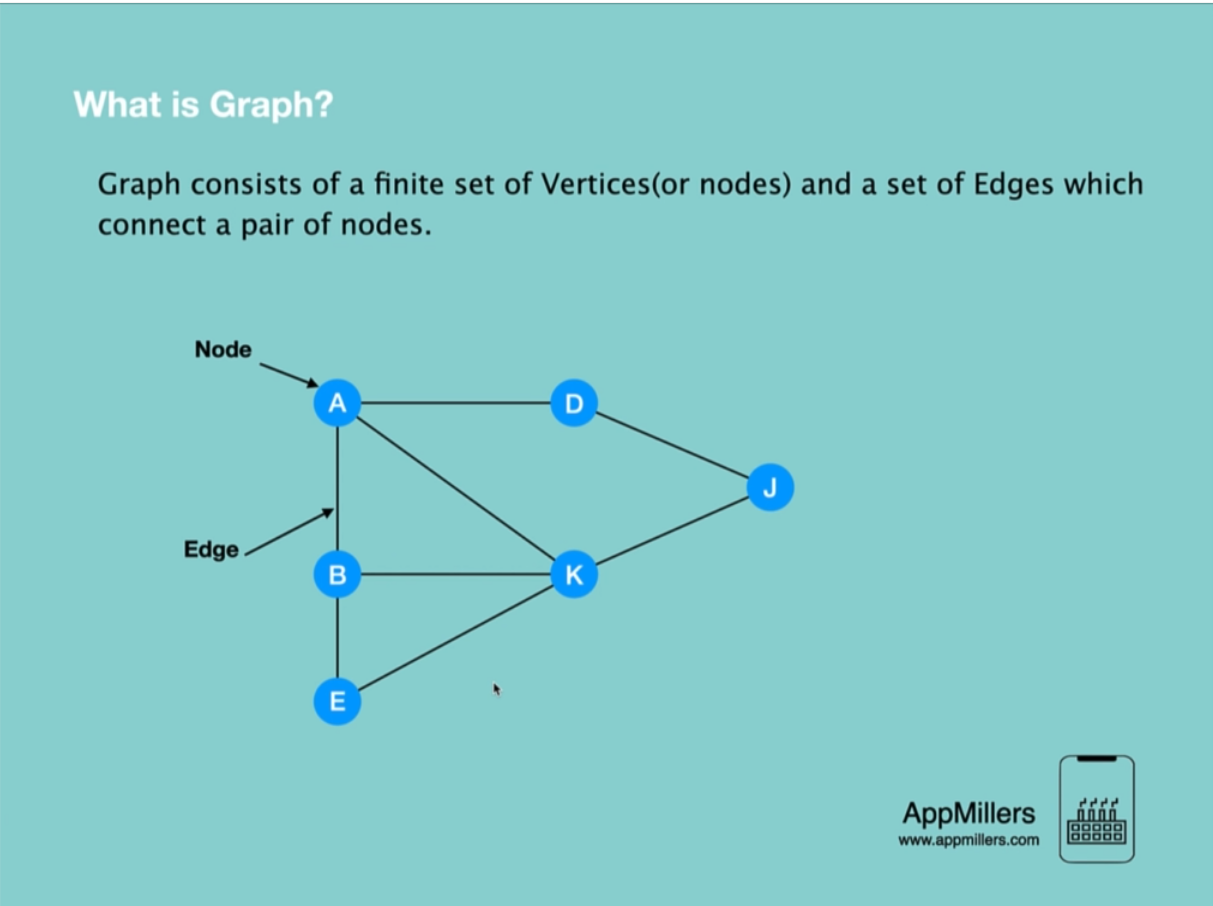 What is Graph?
Graph consists of a finite set of Vertices(or nodes) and a set of Edges which
connect a pair of nodes.
Node
A
D
J
Edge
B
K
E
AppMillers
www.appmillers.com